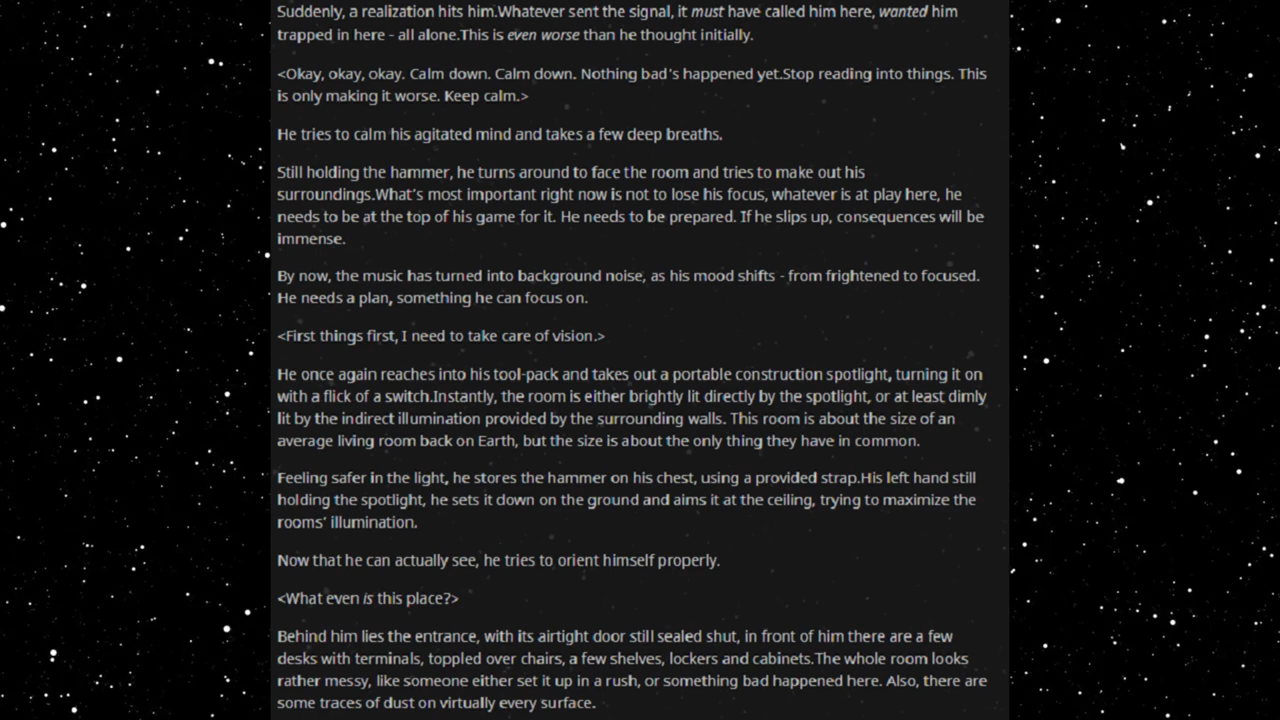 Suddenly, a realization hits him.Whatever sent the signal, it must have called him here, wanted him
trapped in here - all alone.This is even worse than he thought initially.
<Okay, okay, okay. Calm down. Calm down. Nothing bad's happened yet.Stop reading into things. This
is only making it worse. Keep calm.>
He tries to calm his agitated mind and takes a few deep breaths.
Still holding the hammer, he turns around to face the room and tries to make out his
surroundings.What's most important right now is not to lose his focus, whatever is at play here, he
needs to be at the top of his game for it. He needs to be prepared. If he slips up, consequences will be
immense.
By now, the music has turned into background noise, as his mood shifts - from frightened to focused.
He needs a plan, something he can focus on.
<First things first, I need to take care of vision.>
He once again reaches into his tool-pack and takes out a portable construction spotlight, turning it on
with a flick of a switch.Instantly, the room is either brightly lit directly by the spotlight, or at least dimly
lit by the indirect illumination provided by the surrounding walls. This room is about the size of an
average living room back on Earth, but the size is about the only thing they have in common.
Feeling safer in the light, he stores the hammer on his chest, using a provided strap.His left hand still
holding the spotlight, he sets it down on the ground and aims it at the ceiling, trying to maximize the
rooms' illumination.
Now that he can actually see, he tries to orient himself properly.
<What even is this place?>
Behind him lies the entrance, with its airtight door still sealed shut, in front of him there are a few
desks with terminals, toppled over chairs, a few shelves, lockers and cabinets.The whole room looks
rather messy, like someone either set it up in a rush, or something bad happened here. Also, there are
some traces of dust on virtually every surface.